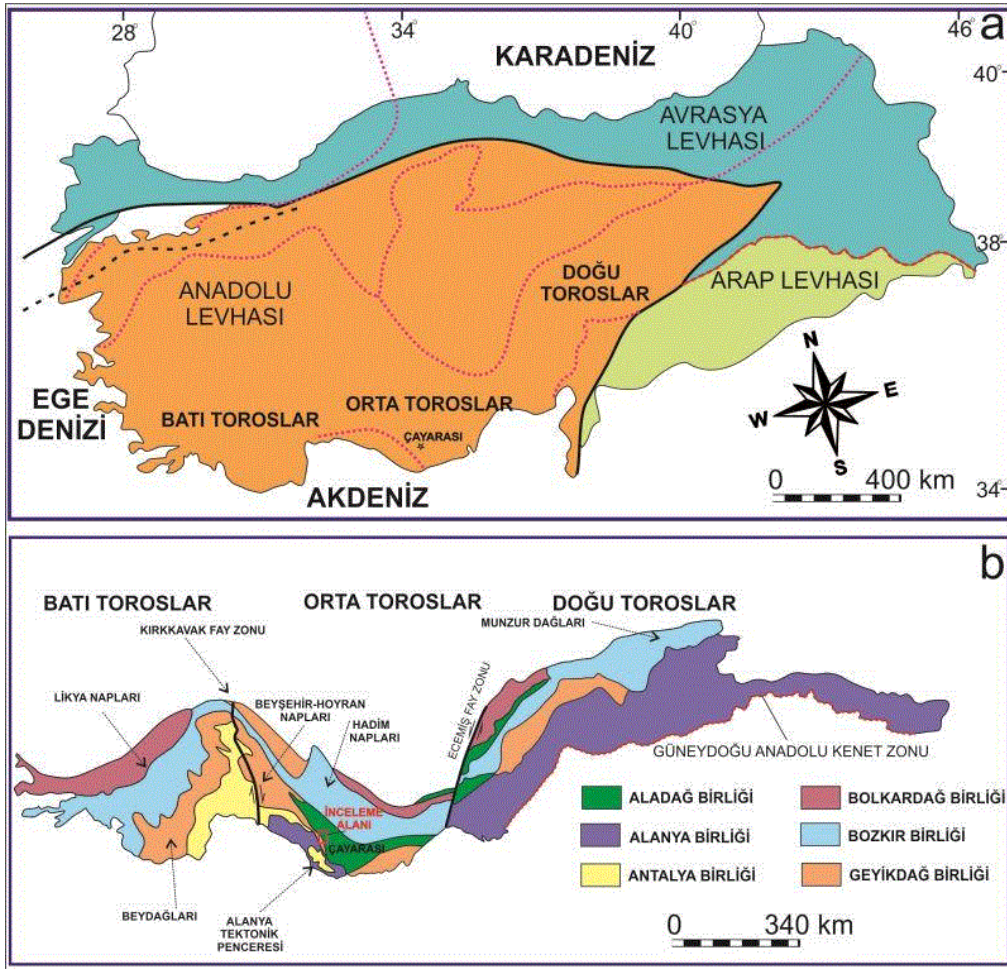 28°
34°
40°
46°
a
KARADENİZ
40°
AVRASYA
LEVHASI
38°
DOĞU
TOROSLAR
ARAP LEVHASI
ANADOLU
LEVHASI
N
E
W
S
EGE
DENİZİ
BATI TOROSLAR
ORTA TOROSLAR
ÇAYARASI
AKDENİZ
0 400 km
34°
b
BATI TOROSLAR
ORTA TOROSLAR
DOĞU TOROSLAR
MUNZUR DAĞLARI
KIRKKAVAK FAY ZONU
LİKYA NAPLARI
BEYŞEHİR-HOYRAN
NAPLARI
HADİM
NAPLARI
ECEMİŞ FAY ZONU
GÜNEYDOĞU ANADOLU KENET ZONU
İNCELEME
ALANI
ÇAYARASI
BEYDAĞLARI
ALANYA
TEKTONİK
PENCERESİ
ALADAĞ BİRLİĞİ
BOLKARDAĞ BİRLİĞİ
ALANYA BİRLİĞİ
BOZKIR BİRLİĞİ
ANTALYA BİRLİĞİ
GEYİKDAĞ BİRLİĞİ
0 340 km